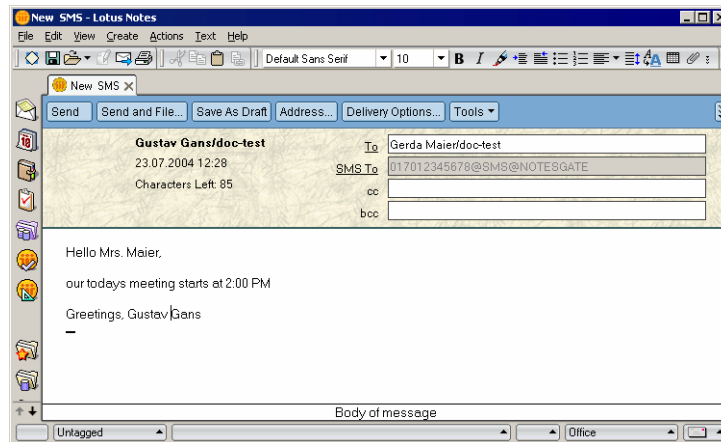 New SMS - Lotus Notes
File Edit View Create Actions Text Help
Default Sans Serif 10 B I
New SMS
Send Send and File... Save As Draft Address... Delivery Options... Tools
Gustav Gans/doc-test To Gerda Maier/doc-test
23.07.2004 12:28 SMS To 017012345678@SMS@NOTESGATE
Characters Left: 85 cc
bcc
Hello Mrs. Maier,
our todays meeting starts at 2:00 PM
Greetings, Gustav Gans
Body of message
Untagged Office